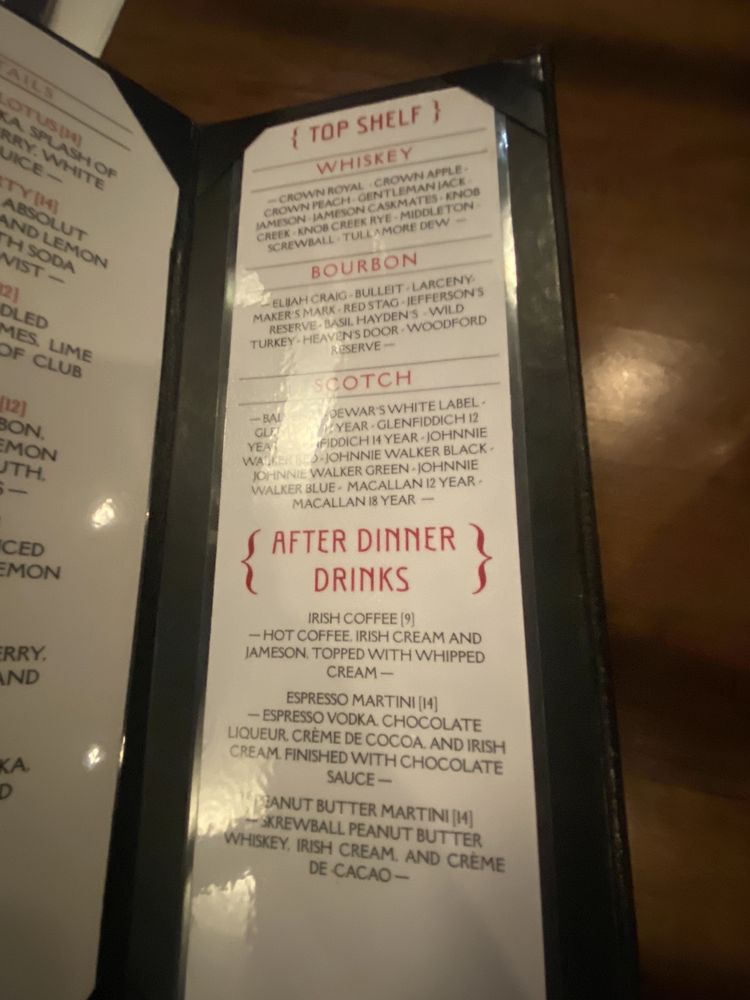 TAILS
LOTUS [14]
KA, SPLASH OF
RRY, WHITE
UICE —
RTY [14]
ABSOLUT
AND LEMON
TH SODA
WIST —
12]
DLED
MES, LIME
OF CLUB
[12]
BON,
EMON
UTH,
S —
ICED
EMON
ERRY,
AND
KA,
D
{ TOP SHELF }
WHISKEY
— CROWN ROYAL - CROWN APPLE -
CROWN PEACH - GENTLEMAN JACK -
JAMESON - JAMESON CASKMATES - KNOB
CREEK - KNOB CREEK RYE - MIDDLETON -
SCREWBALL - TULLAMORE DEW —
BOURBON
— ELIJAH CRAIG - BULLEIT - LARCENY-
MAKER'S MARK - RED STAG - JEFFERSON'S
RESERVE - BASIL HAYDEN'S - WILD
TURKEY - HEAVEN'S DOOR - WOODFORD
RESERVE —
SCOTCH
— DEWAR'S WHITE LABEL -
YEAR - GLENFIDDICH 12
YEAR FIDDICH 14 YEAR - JOHNNIE
WALKER RED - JOHNNIE WALKER BLACK -
JOHNNIE WALKER GREEN - JOHNNIE
WALKER BLUE - MACALLAN 12 YEAR -
MACALLAN 18 YEAR —
{ AFTER DINNER
DRINKS }
IRISH COFFEE [9]
— HOT COFFEE, IRISH CREAM AND
JAMESON, TOPPED WITH WHIPPED
CREAM —
ESPRESSO MARTINI [14]
— ESPRESSO VODKA, CHOCOLATE
LIQUEUR, CRÈME DE COCOA, AND IRISH
CREAM, FINISHED WITH CHOCOLATE
SAUCE —
PEANUT BUTTER MARTINI [14]
— SKREWBALL PEANUT BUTTER
WHISKEY, IRISH CREAM, AND CRÈME
DE CACAO —